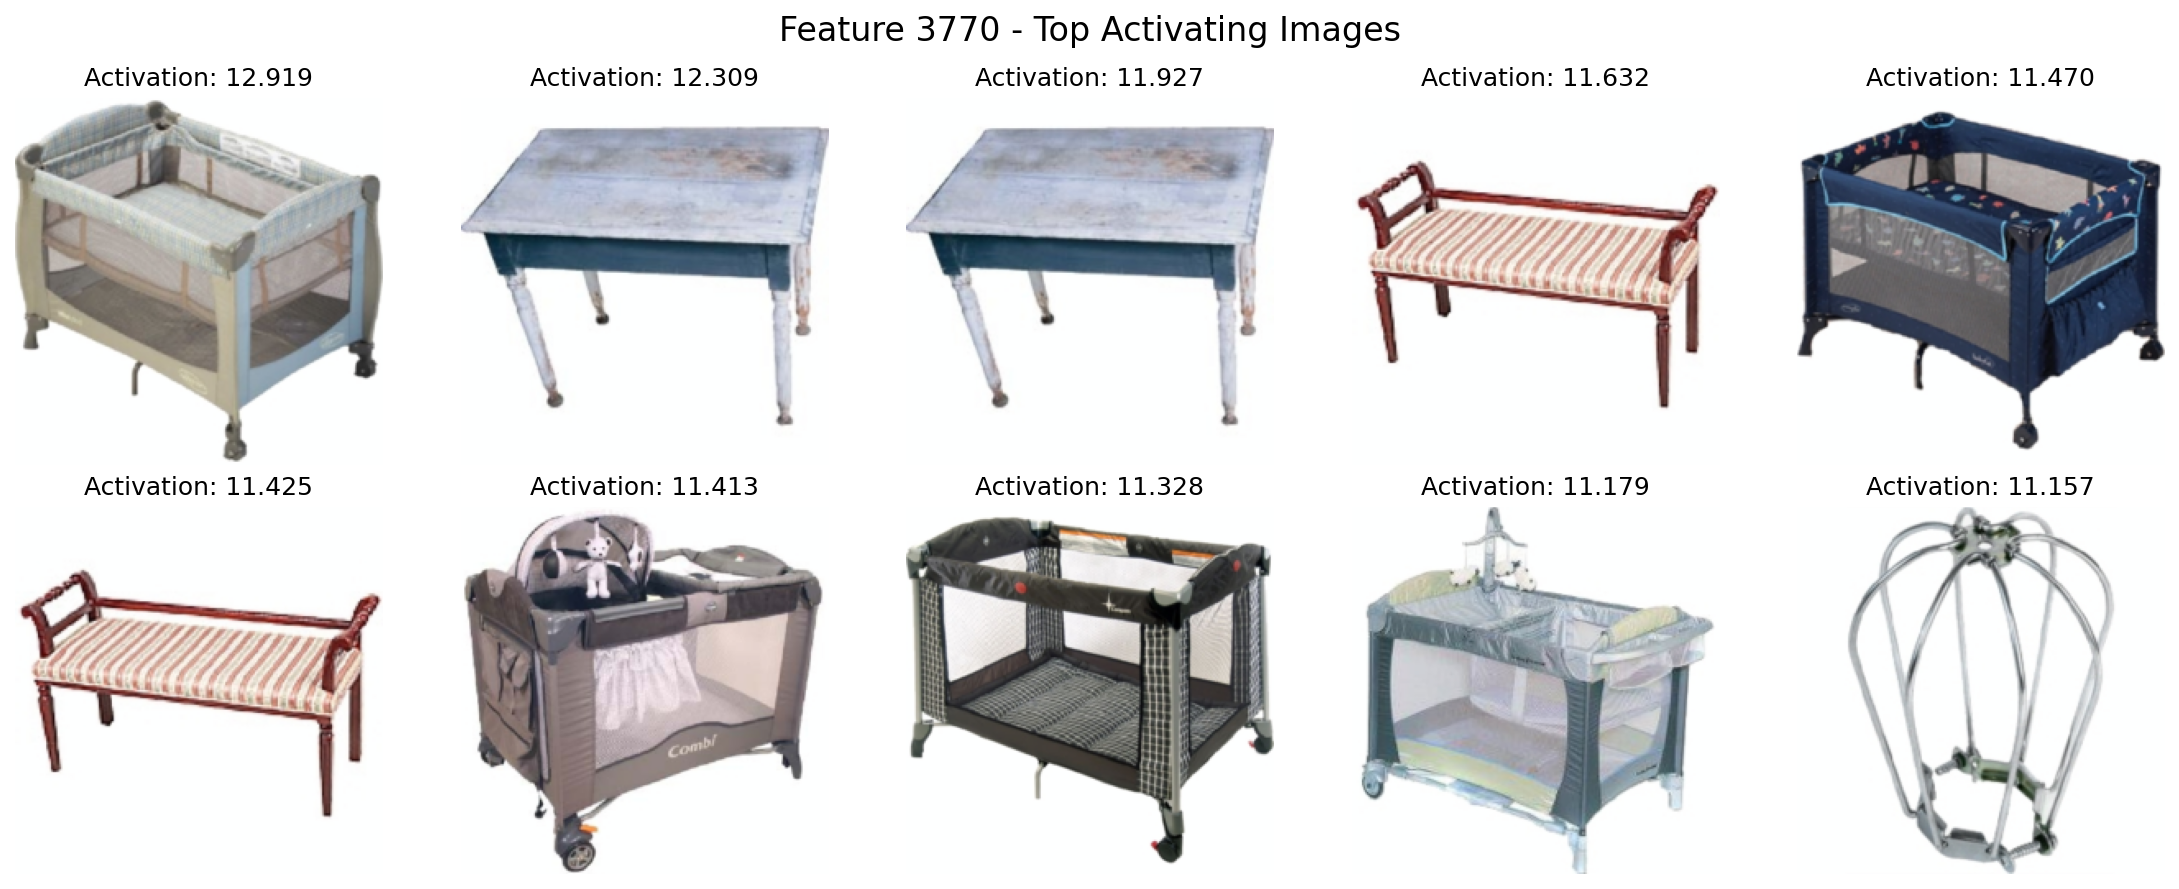 Feature 3770 - Top Activating Images
Activation: 12.919
Activation: 12.309
Activation: 11.927
Activation: 11.632
Activation: 11.470
Activation: 11.425
Activation: 11.413
Activation: 11.328
Activation: 11.179
Activation: 11.157
Combi